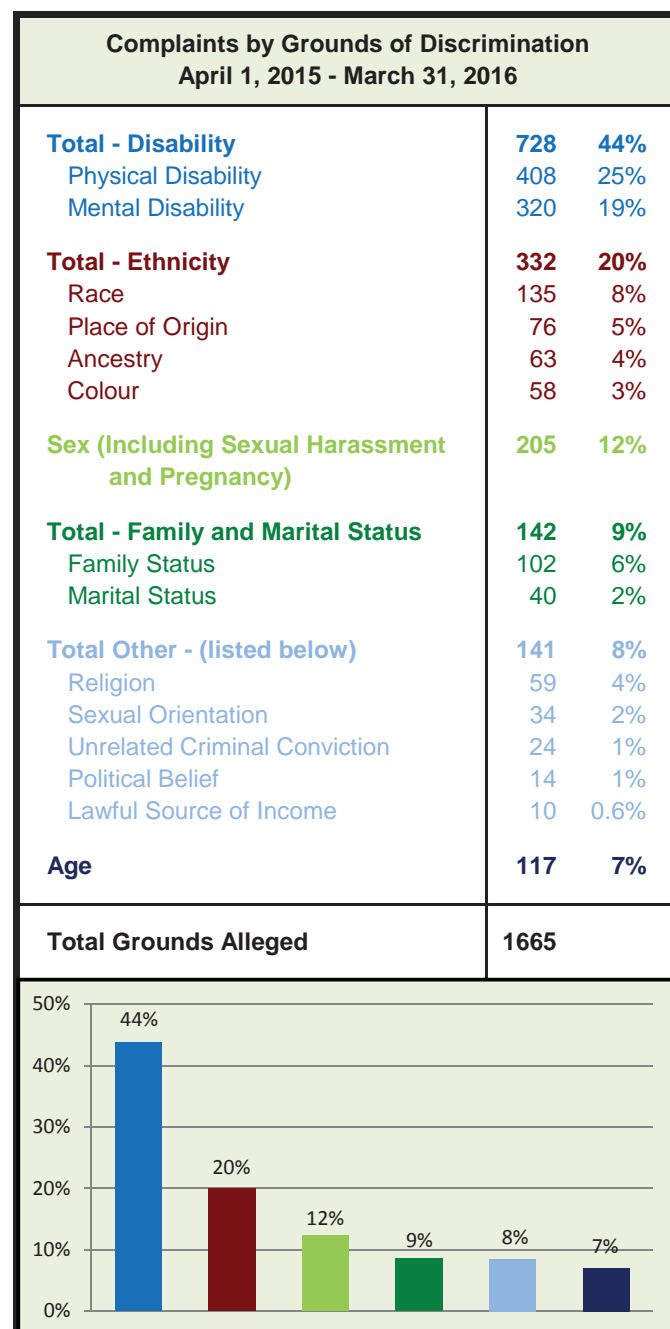 Complaints by Grounds of Discrimination
April 1, 2015 - March 31, 2016
Total - Disability 728 44%
Physical Disability 408 25%
Mental Disability 320 19%
Total - Ethnicity 332 20%
Race 135 8%
Place of Origin 76 5%
Ancestry 63 4%
Colour 58 3%
Sex (Including Sexual Harassment 205 12%
and Pregnancy)
Total - Family and Marital Status 142 9%
Family Status 102 6%
Marital Status 40 2%
Total Other - (listed below) 141 8%
Religion 59 4%
Sexual Orientation 34 2%
Unrelated Criminal Conviction 24 1%
Political Belief 14 1%
Lawful Source of Income 10 0.6%
Age 117 7%
Total Grounds Alleged 1665
50%
44%
40%
30%
20%
20%
12%
10%
9%
8%
7%
0%